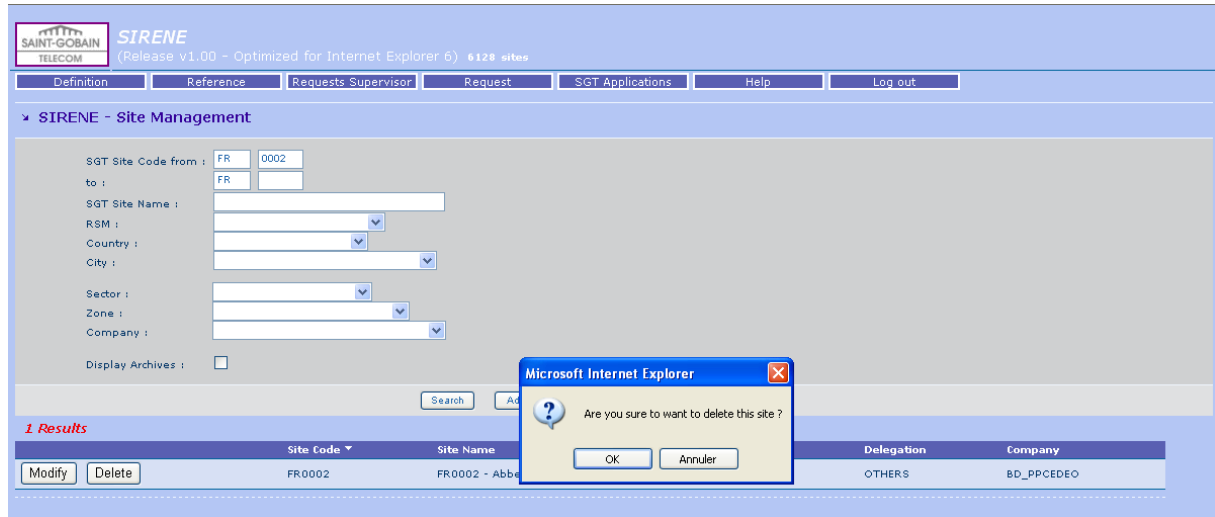 SAINT-GOBAIN
TELECOM
SIRENE
(Release v1.00 - Optimized for Internet Explorer 6) 6128 sites
Definition Reference Requests Supervisor Request SGT Applications Help Log out
SIRENE - Site Management
SGT Site Code from : FR 0002
to : FR
SGT Site Name :
RSM :
Country :
City :
Sector :
Zone :
Company :
Display Archives :
Microsoft Internet Explorer
Are you sure to want to delete this site ?
OK Annuler
Search Ad
1 Results
Site Code Site Name Delegation Company
Modify Delete FR0002 FR0002 - Abbe OTHERS BD_PPCEDEO